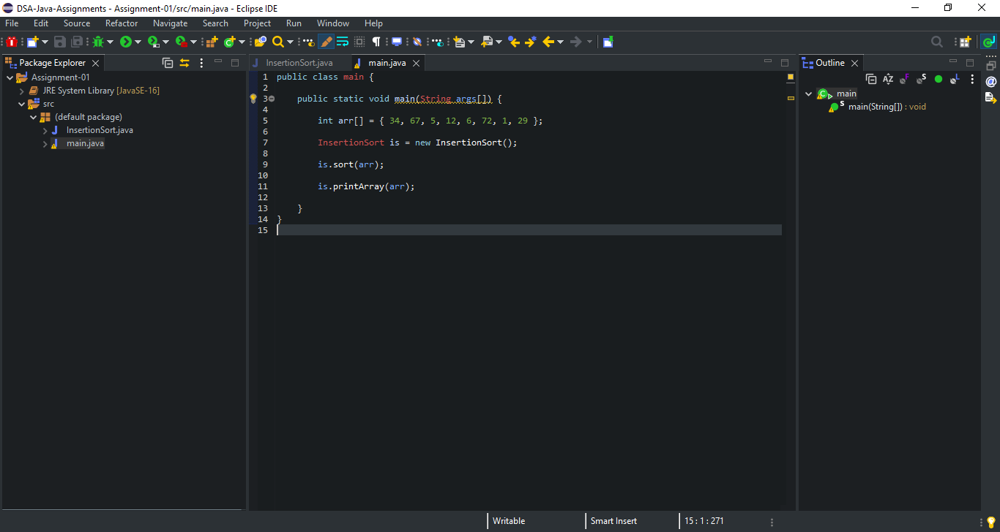 DSA-Java-Assignments - Assignment-01/src/main.java - Eclipse IDE
File Edit Source Refactor Navigate Search Project Run Window Help
Package Explorer
Assignment-01
JRE System Library [JavaSE-16]
src
(default package)
InsertionSort.java
main.java
InsertionSort.java main.java
1 public class main {
2
3 public static void main(String args[]) {
4
5 int arr[] = { 34, 67, 5, 12, 6, 72, 1, 29 };
6
7 InsertionSort is = new InsertionSort();
8
9 is.sort(arr);
10
11 is.printArray(arr);
12
13 }
14 }
15
Outline
main
main(String[]) : void
Writable Smart Insert 15 : 1 : 271